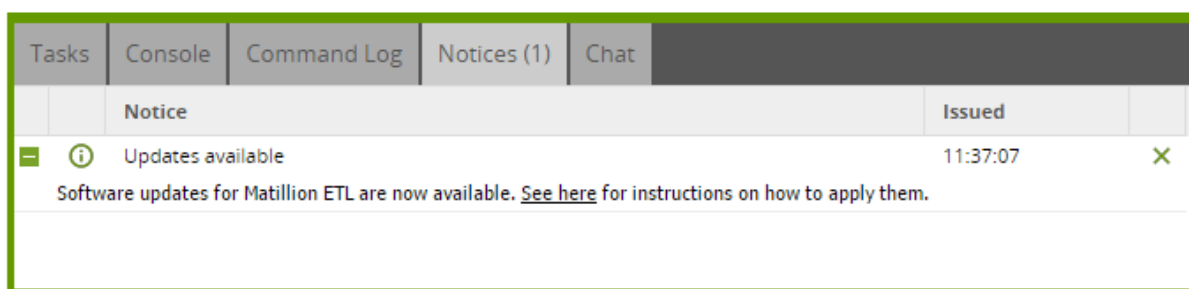 Tasks Console Command Log Notices (1) Chat
Notice Issued
Updates available 11:37:07
Software updates for Matillion ETL are now available. See here for instructions on how to apply them.